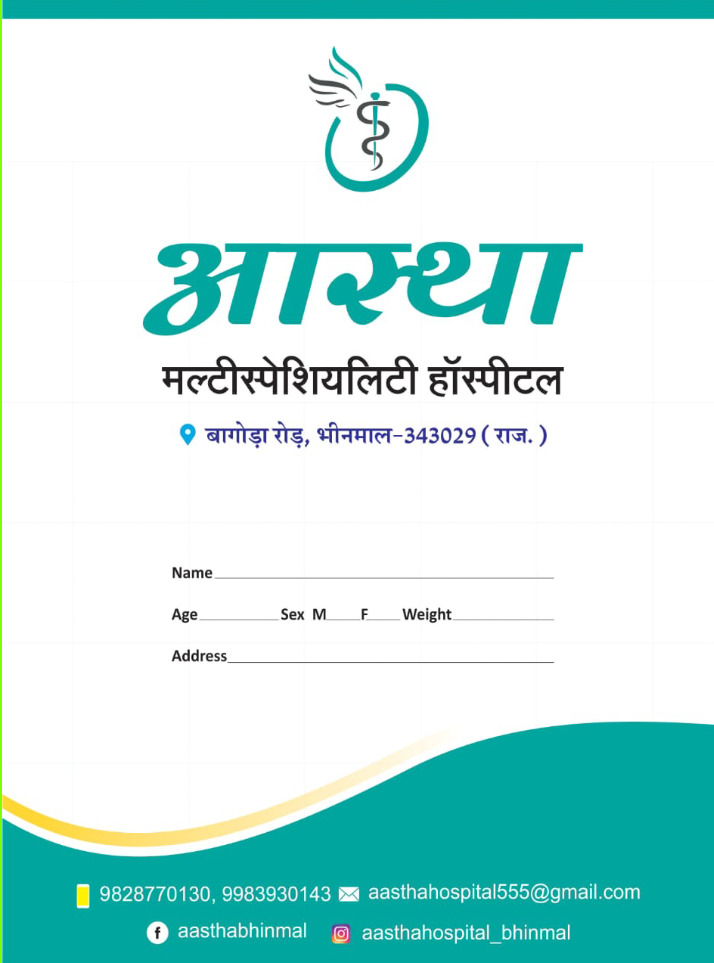 आस्था
मल्टीस्पेशियलिटी हॉस्पीटल
बागोड़ा रोड़, भीनमाल-343029 ( राज. )
Name
Age Sex M F Weight
Address
9828770130, 9983930143 aasthahospital555@gmail.com
aasthabhinmal aasthahospital_bhinmal